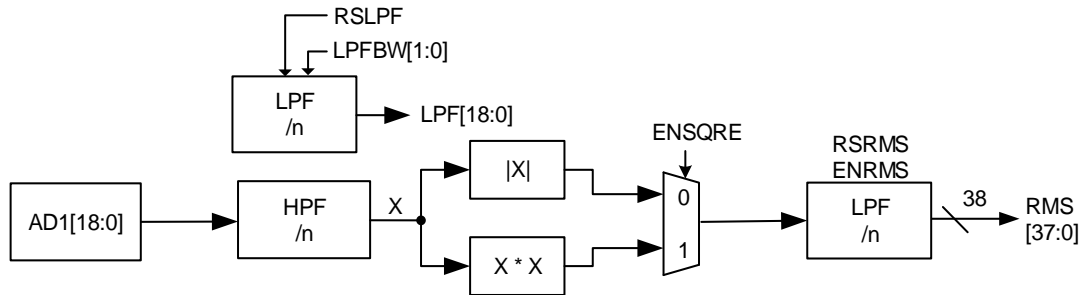 RSLPF
LPFBW[1:0]
LPF
/n
LPF[18:0]
ENSQRE
RSRMS
ENRMS
|X|
AD1[18:0]
HPF
/n
X
0
1
LPF
/n
38
RMS
[37:0]
X * X